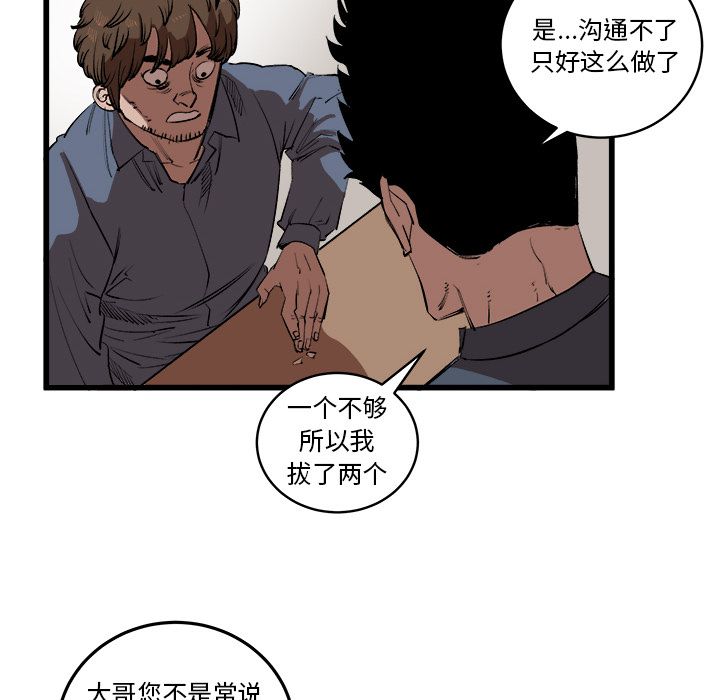 是...沟通不了
只好这么做了
一个不够
所以我
拔了两个
大哥您不是常说